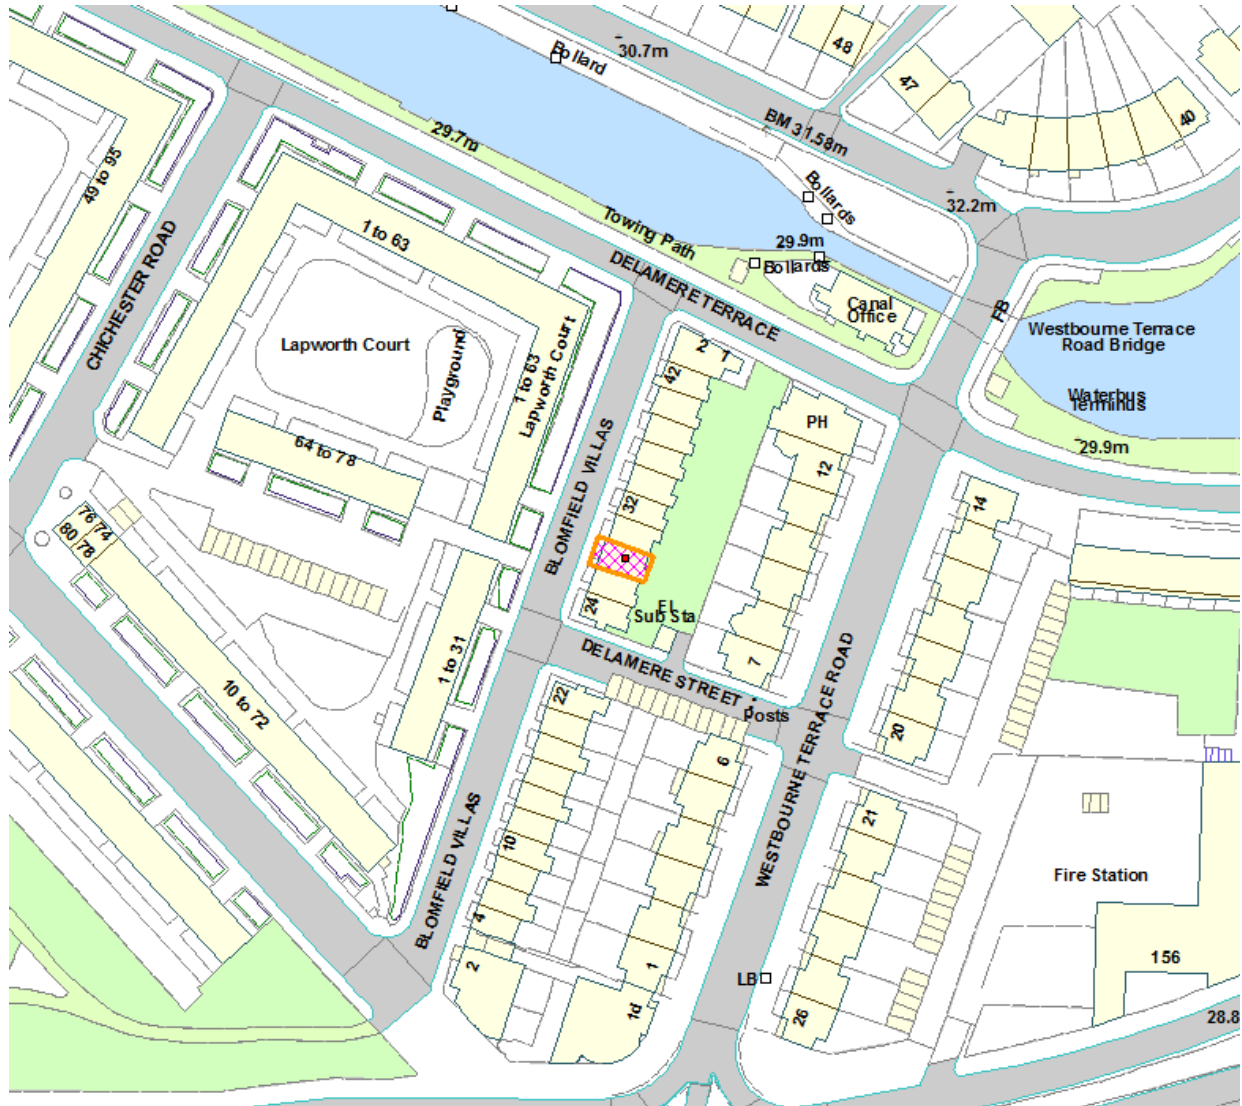 Bollard
30.7m
48
47
40
BM 31.58m
29.7m
49 to 95
Bollards
32.2m
1 to 63
Towing Path
29.9m
Bollards
CHICHESTER ROAD
DELAMERE TERRACE
Canal
Office
FB
Westbourne Terrace
Road Bridge
Lapworth Court
Playground
1 to 63
Lapworth Court
2
1
42
Waterbus
Terminus
PH
12
29.9m
64 to 78
BLOMFIELD VILLAS
32
14
76
74
80
78
24
El
Sub Sta
1 to 31
DELAMERE STREET
7
WESTBOURNE TERRACE ROAD
10 to 72
22
Posts
20
6
21
BLOMFIELD VILLAS
10
Fire Station
4
2
1
LB
156
1d
26
28.8